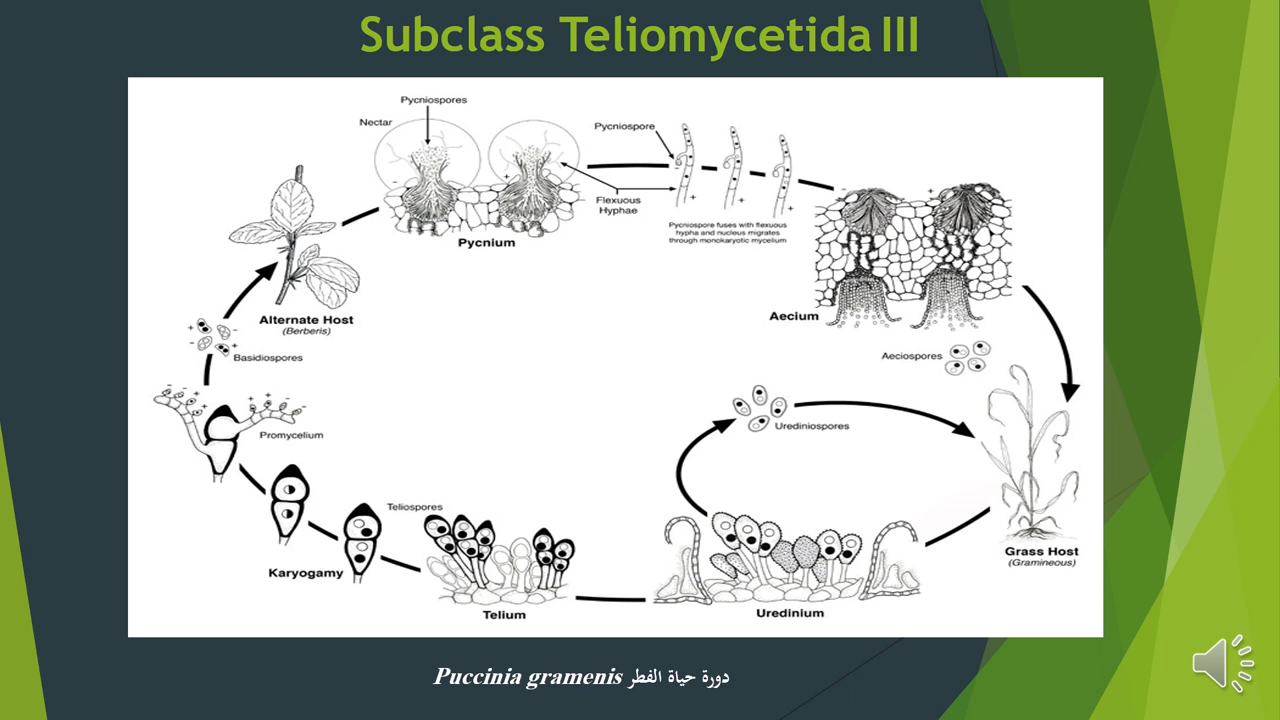 Subclass Teliomycetida III
Pycniospores
Nectar
Pycniospore
-
+
Flexuous
Hyphae
+
+
+
Pycniospore fuses with flexuous
hypha and nucleus migrates
through monokaryotic mycelium
Pycnium
-
+
Aecium
Alternate Host
(Berberis)
+
-
-
+
Basidiospores
Aeciospores
Urediniospores
- - + +
+ - + -
Promycelium
Teliospores
Karyogamy
Telium
Uredinium
Grass Host
(Gramineous)
دورة حياة الفطر Puccinia gramenis